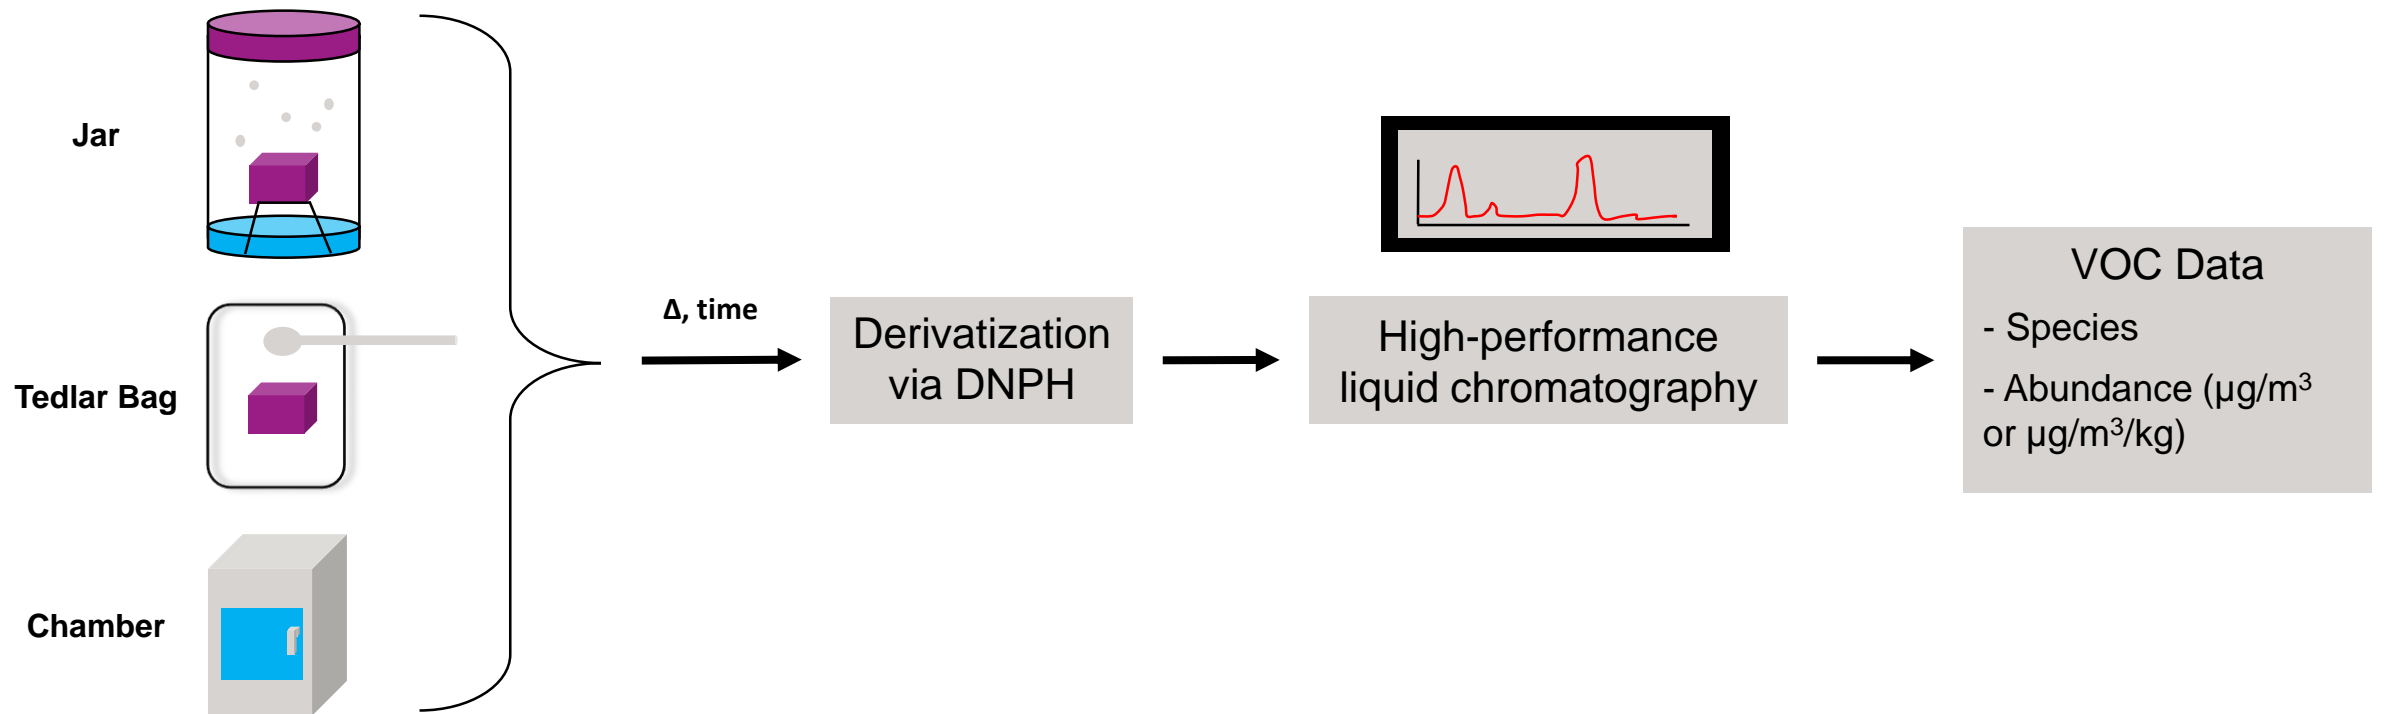 Jar
Tedlar Bag
Chamber
Δ, time
Derivatization
via DNPH
High-performance
liquid chromatography
VOC Data
- Species
- Abundance (µg/m³
or µg/m³/kg)